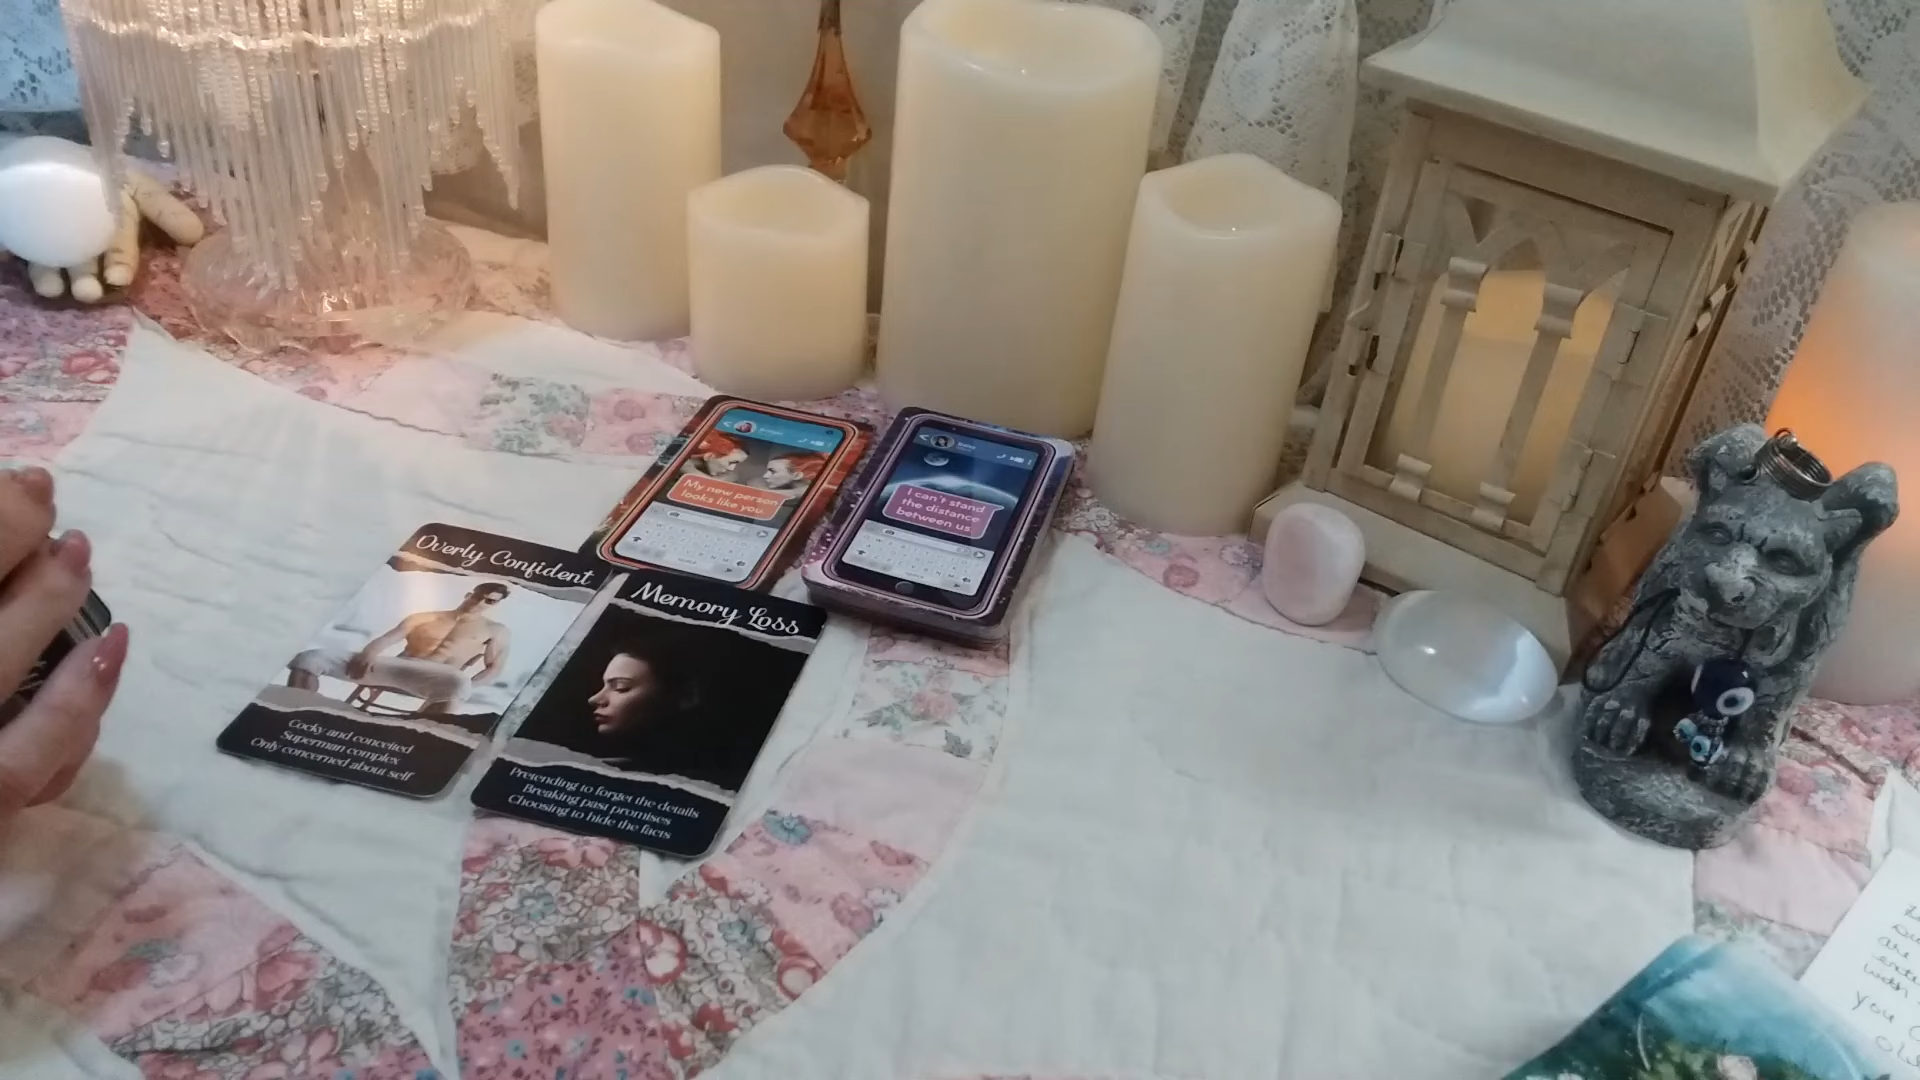 My new person
looks like you.
I can't stand
the distance
between us.
Overly Confident
Cocky and conceited
Superman complex
Only concerned about self
Memory Loss
Pretending to forget the details
Breaking past promises
Choosing to hide the facts
with
you